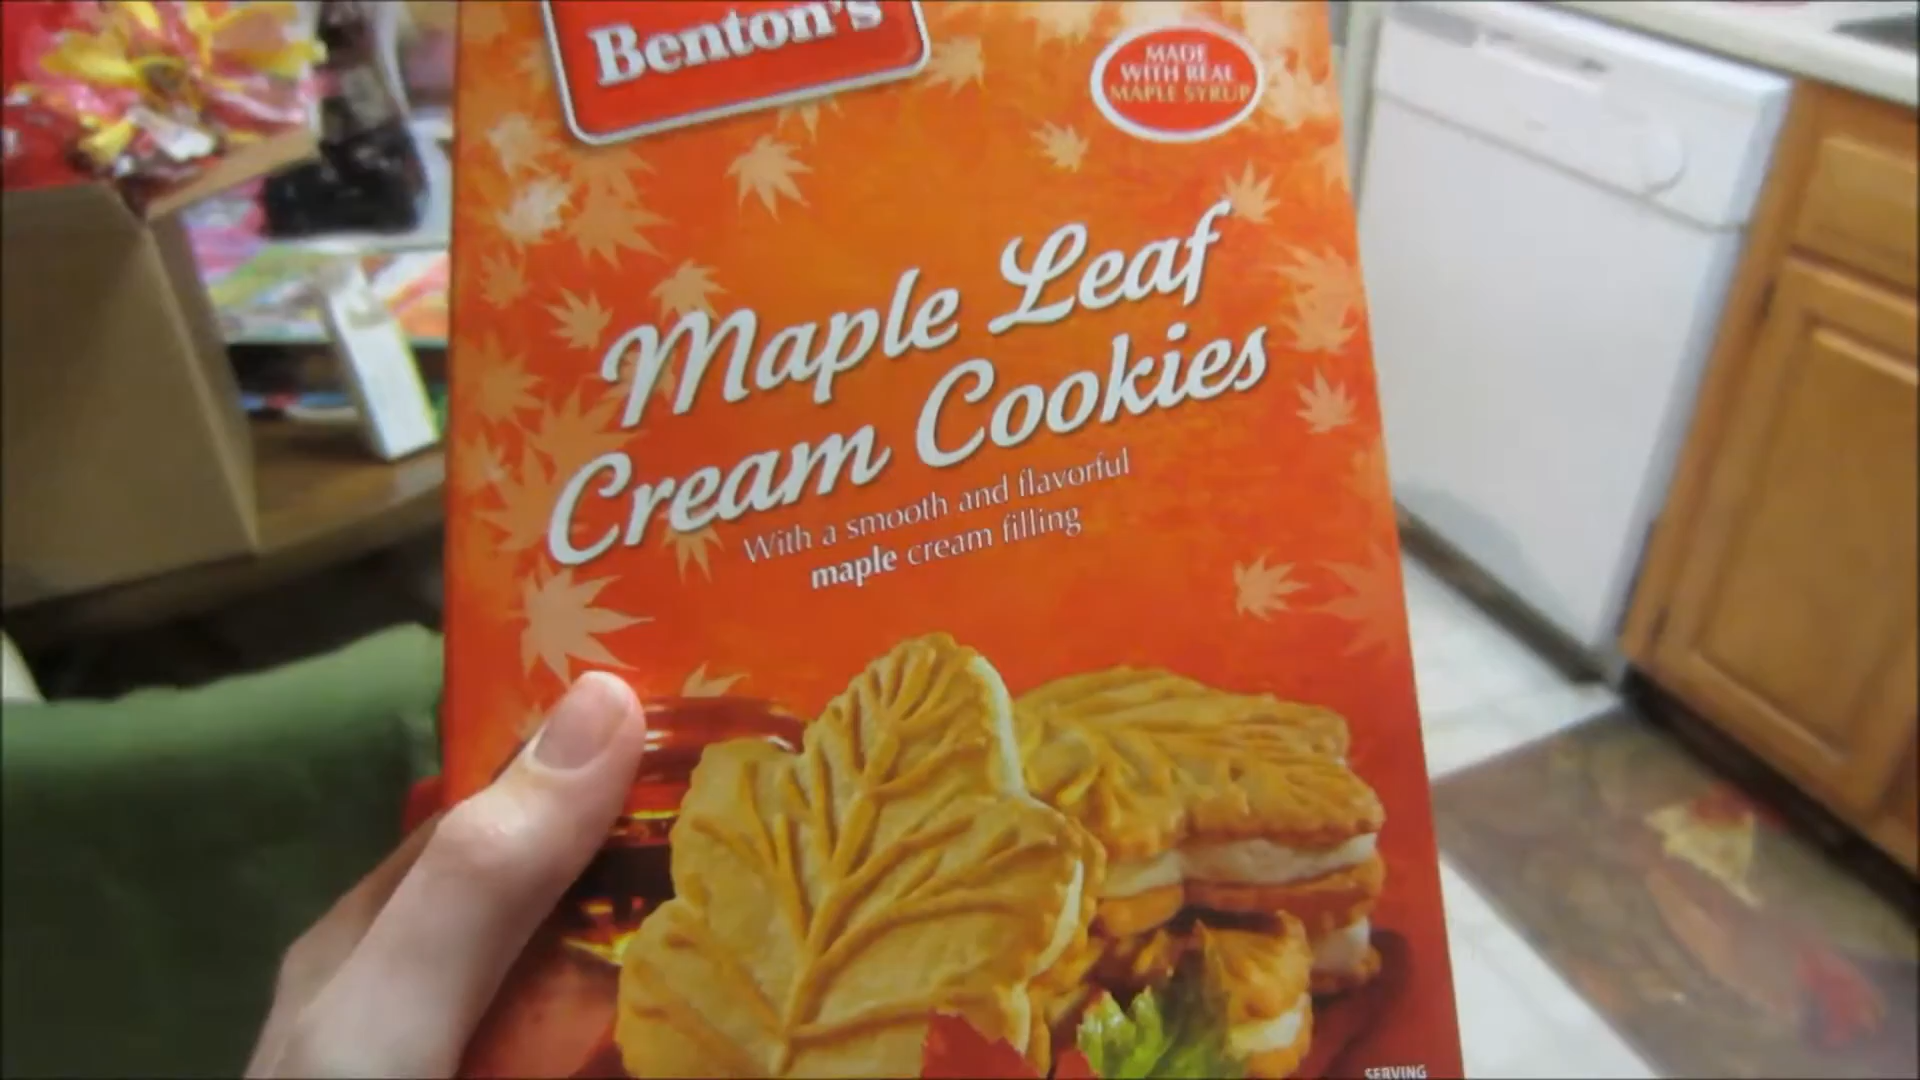 Benton's
MADE
WITH REAL
MAPLE SYRUP
Maple Leaf
Cream Cookies
With a smooth and flavorful
maple cream filling
SERVING